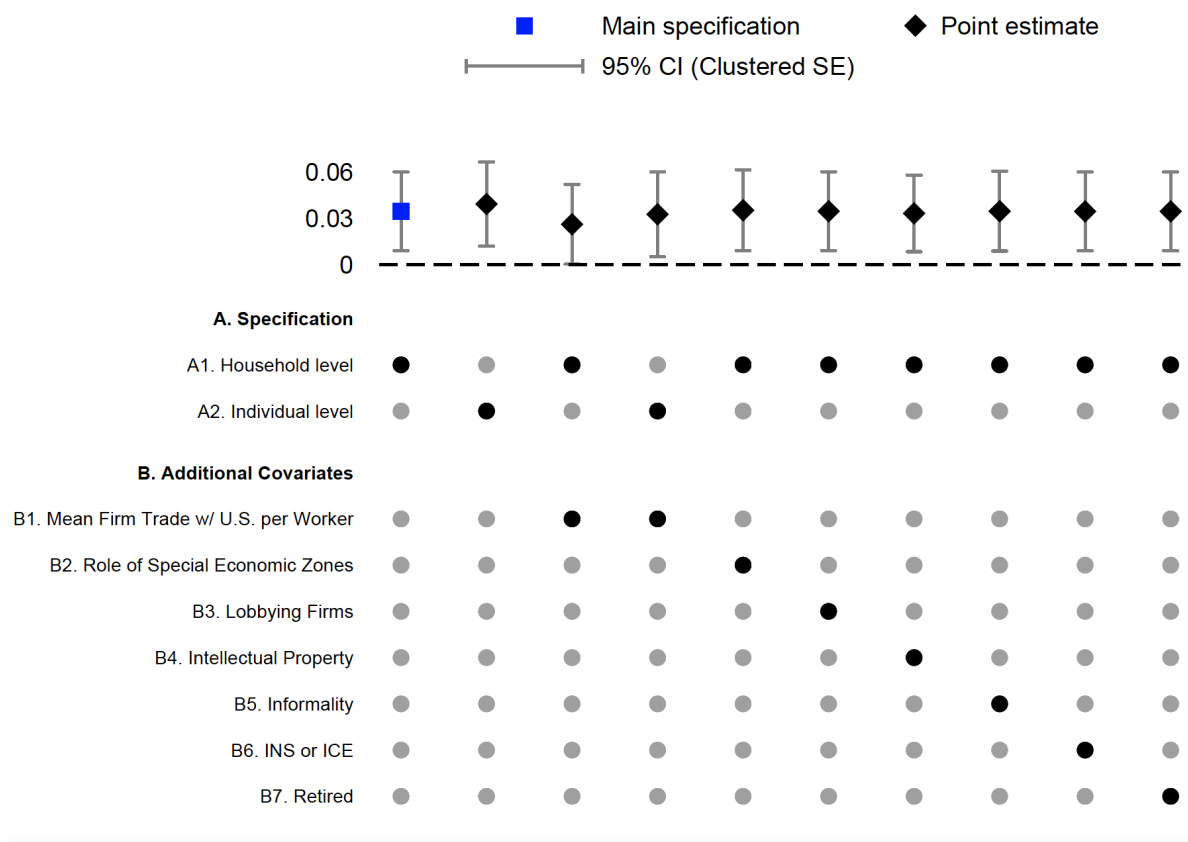 Main specification
Point estimate
95% CI (Clustered SE)
0.06
0.03
0
A. Specification
A1. Household level
A2. Individual level
B. Additional Covariates
B1. Mean Firm Trade w/ U.S. per Worker
B2. Role of Special Economic Zones
B3. Lobbying Firms
B4. Intellectual Property
B5. Informality
B6. INS or ICE
B7. Retired